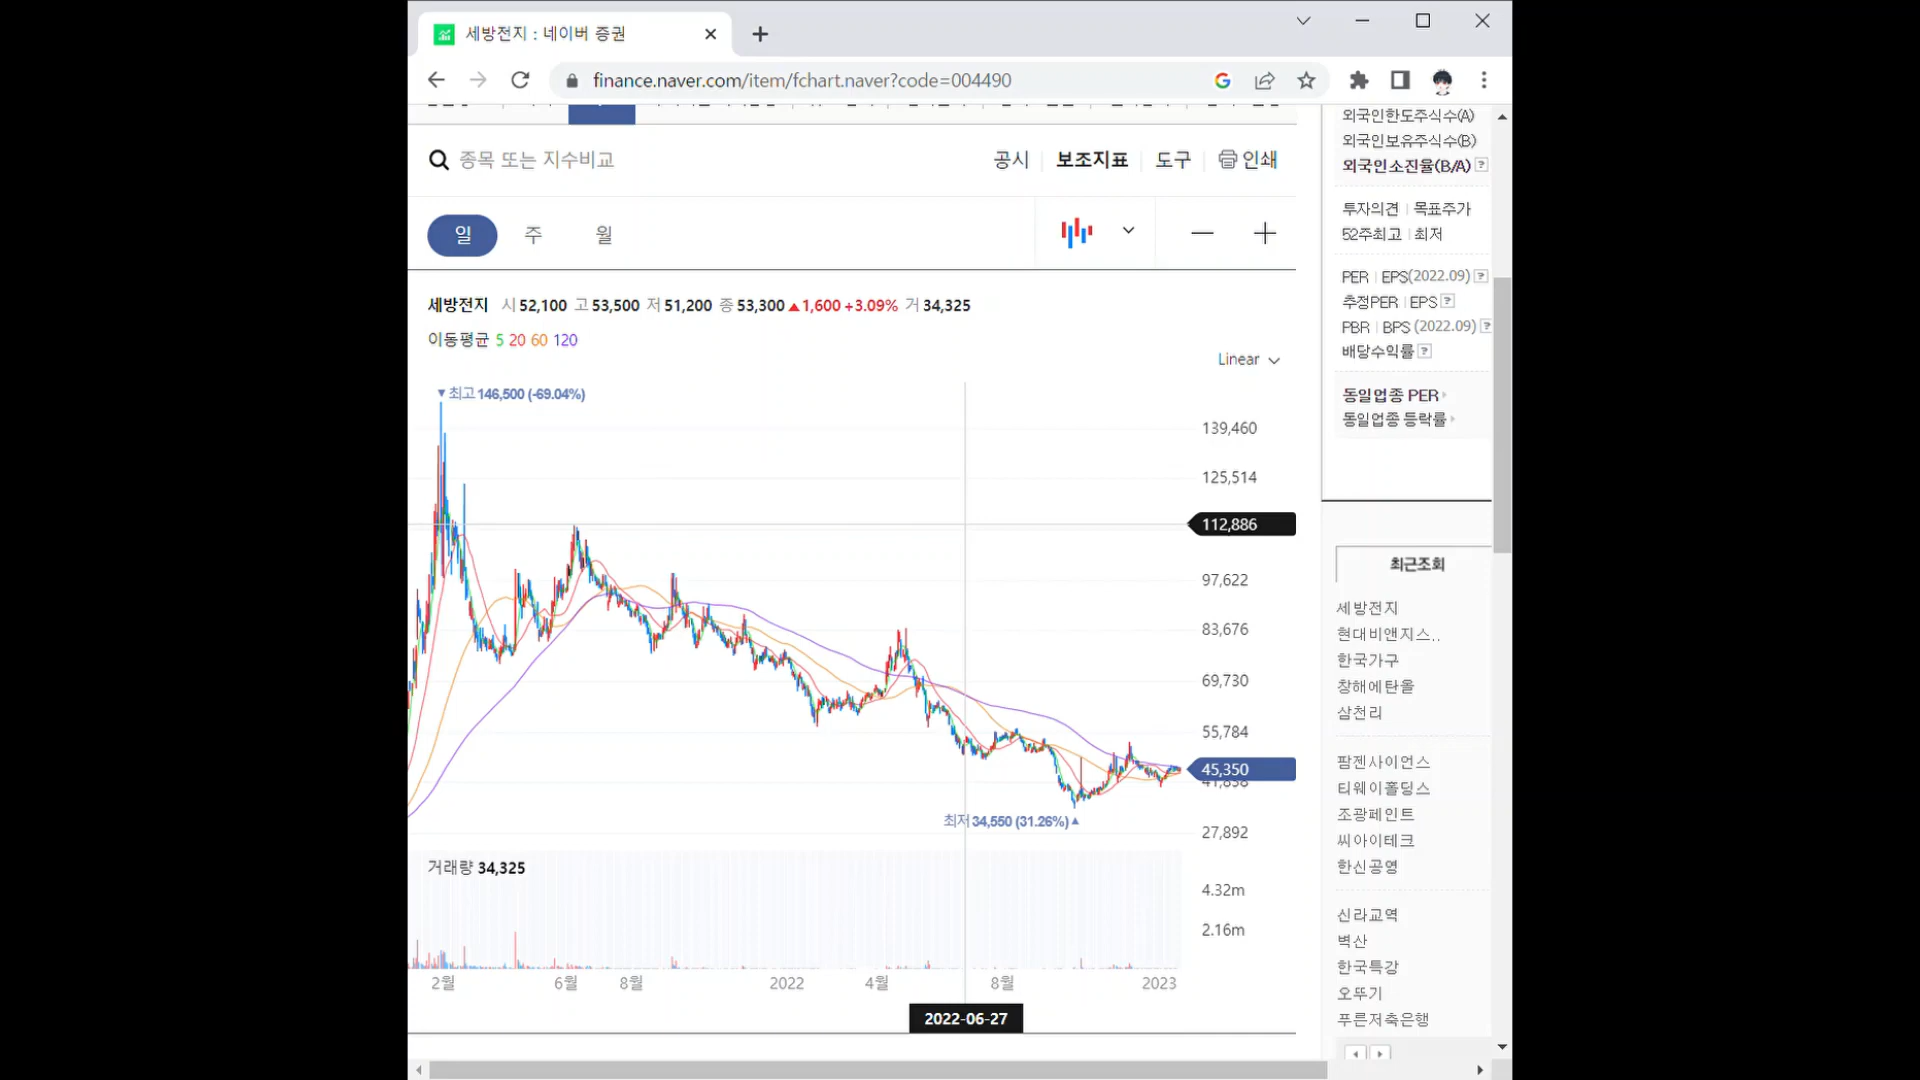 세방전지 : 네이버 증권
finance.naver.com/item/fchart.naver?code=004490
종목 또는 지수비교
공시 보조지표 도구 인쇄
일 주 월
세방전지 시 52,100 고 53,500 저 51,200 종 53,300 ▲1,600 +3.09% 거 34,325
이동평균 5 20 60 120
Linear
▼최고 146,500 (-69.04%)
139,460
125,514
112,886
97,622
83,676
69,730
55,784
45,350
41,838
최저 34,550 (31.26%)▲
27,892
거래량 34,325
4.32m
2.16m
2월 6월 8월 2022 4월 8월 2023
2022-06-27
외국인한도주식수(A)
외국인보유주식수(B)
외국인소진율(B/A) ?
투자의견 | 목표주가
52주최고 | 최저
PER | EPS(2022.09) ?
추정PER | EPS ?
PBR | BPS (2022.09) ?
배당수익률 ?
동일업종 PER
동일업종 등락률
최근조회
세방전지
현대비앤지스..
한국가구
창해에탄올
삼천리
팜젠사이언스
티웨이홀딩스
조광페인트
씨아이테크
한신공영
신라교역
벽산
한국특강
오뚜기
푸른저축은행